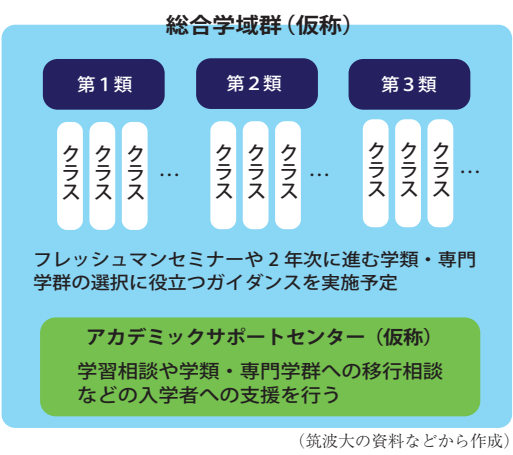 総合学域群（仮称）
第１類 第２類 第３類
クラス クラス クラス … クラス クラス クラス … クラス クラス クラス …
フレッシュマンセミナーや２年次に進む学類・専門
学群の選択に役立つガイダンスを実施予定
アカデミックサポートセンター（仮称）
学習相談や学類・専門学群への移行相談
などの入学者への支援を行う
（筑波大の資料などから作成）